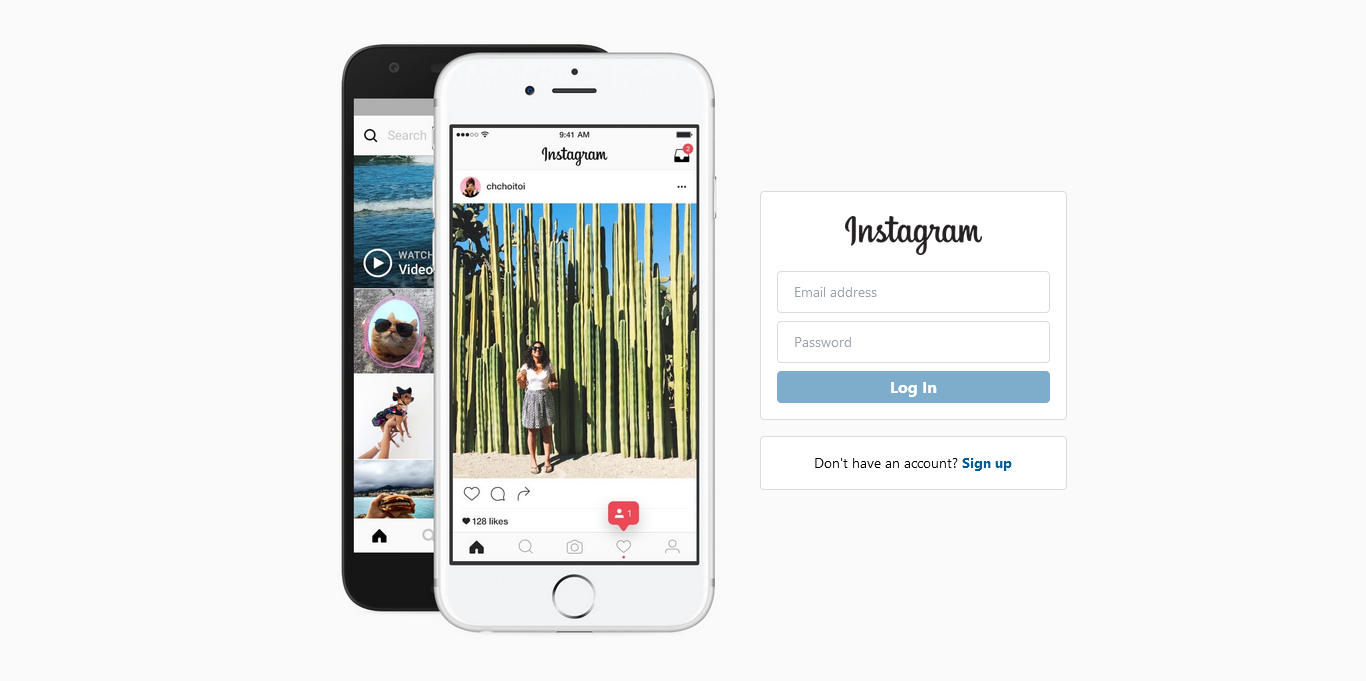 Search
WATCH
Video
9:41 AM
Instagram
2
chchoitoi
1
128 likes
Instagram
Email address
Password
Log In
Don't have an account? Sign up